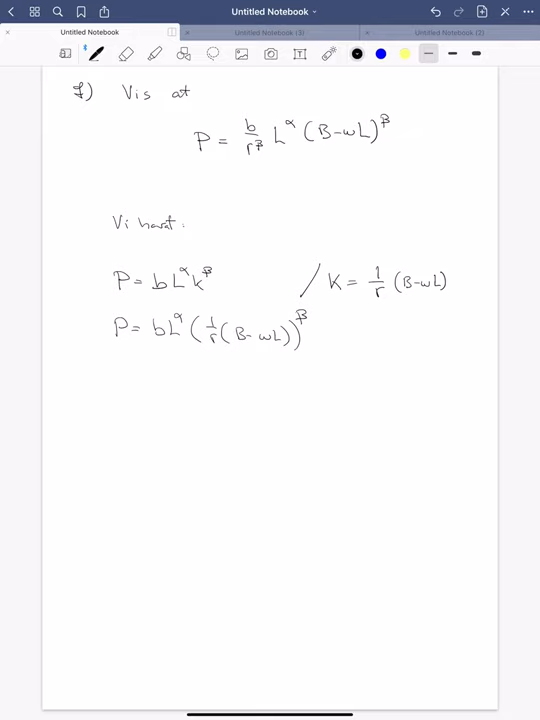 Untitled Notebook
Untitled Notebook
Untitled Notebook (3)
Untitled Notebook (2)
f) Vis at
P = b/r^β L^α (B-wL)^β
Vi harat:
P = bL^α K^β / K = 1/r (B-wL)
P = bL^α (1/r (B-wL))^β